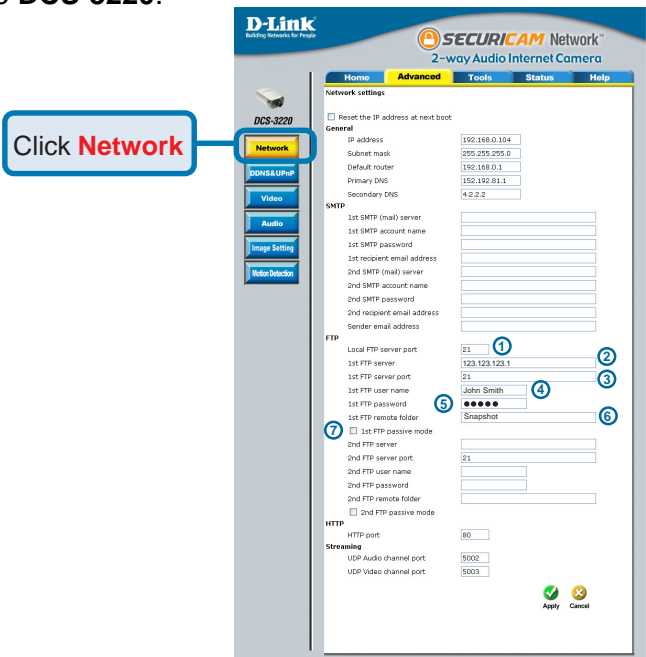 DCS-3220.
D-Link
Building Networks for People
SECURICAM Network™
2-way Audio Internet Camera
Home Advanced Tools Status Help
DCS-3220
Click Network
Network
DDNS&UPnP
Video
Audio
Image Setting
Motion Detection
Network settings
Reset the IP address at next boot
General
IP address 192.168.0.104
Subnet mask 255.255.255.0
Default router 192.168.0.1
Primary DNS 152.192.81.1
Secondary DNS 4.2.2.2
SMTP
1st SMTP (mail) server
1st SMTP account name
1st SMTP password
1st recipient email address
2nd SMTP (mail) server
2nd SMTP account name
2nd SMTP password
2nd recipient email address
Sender email address
FTP
Local FTP server port 21 1
1st FTP server 123.123.123.1 2
1st FTP server port 21 3
1st FTP user name John Smith 4
1st FTP password 5 ●●●●●
1st FTP remote folder Snapshot 6
7 1st FTP passive mode
2nd FTP server
2nd FTP server port 21
2nd FTP user name
2nd FTP password
2nd FTP remote folder
2nd FTP passive mode
HTTP
HTTP port 80
Streaming
UDP Audio channel port 5002
UDP Video channel port 5003
Apply Cancel